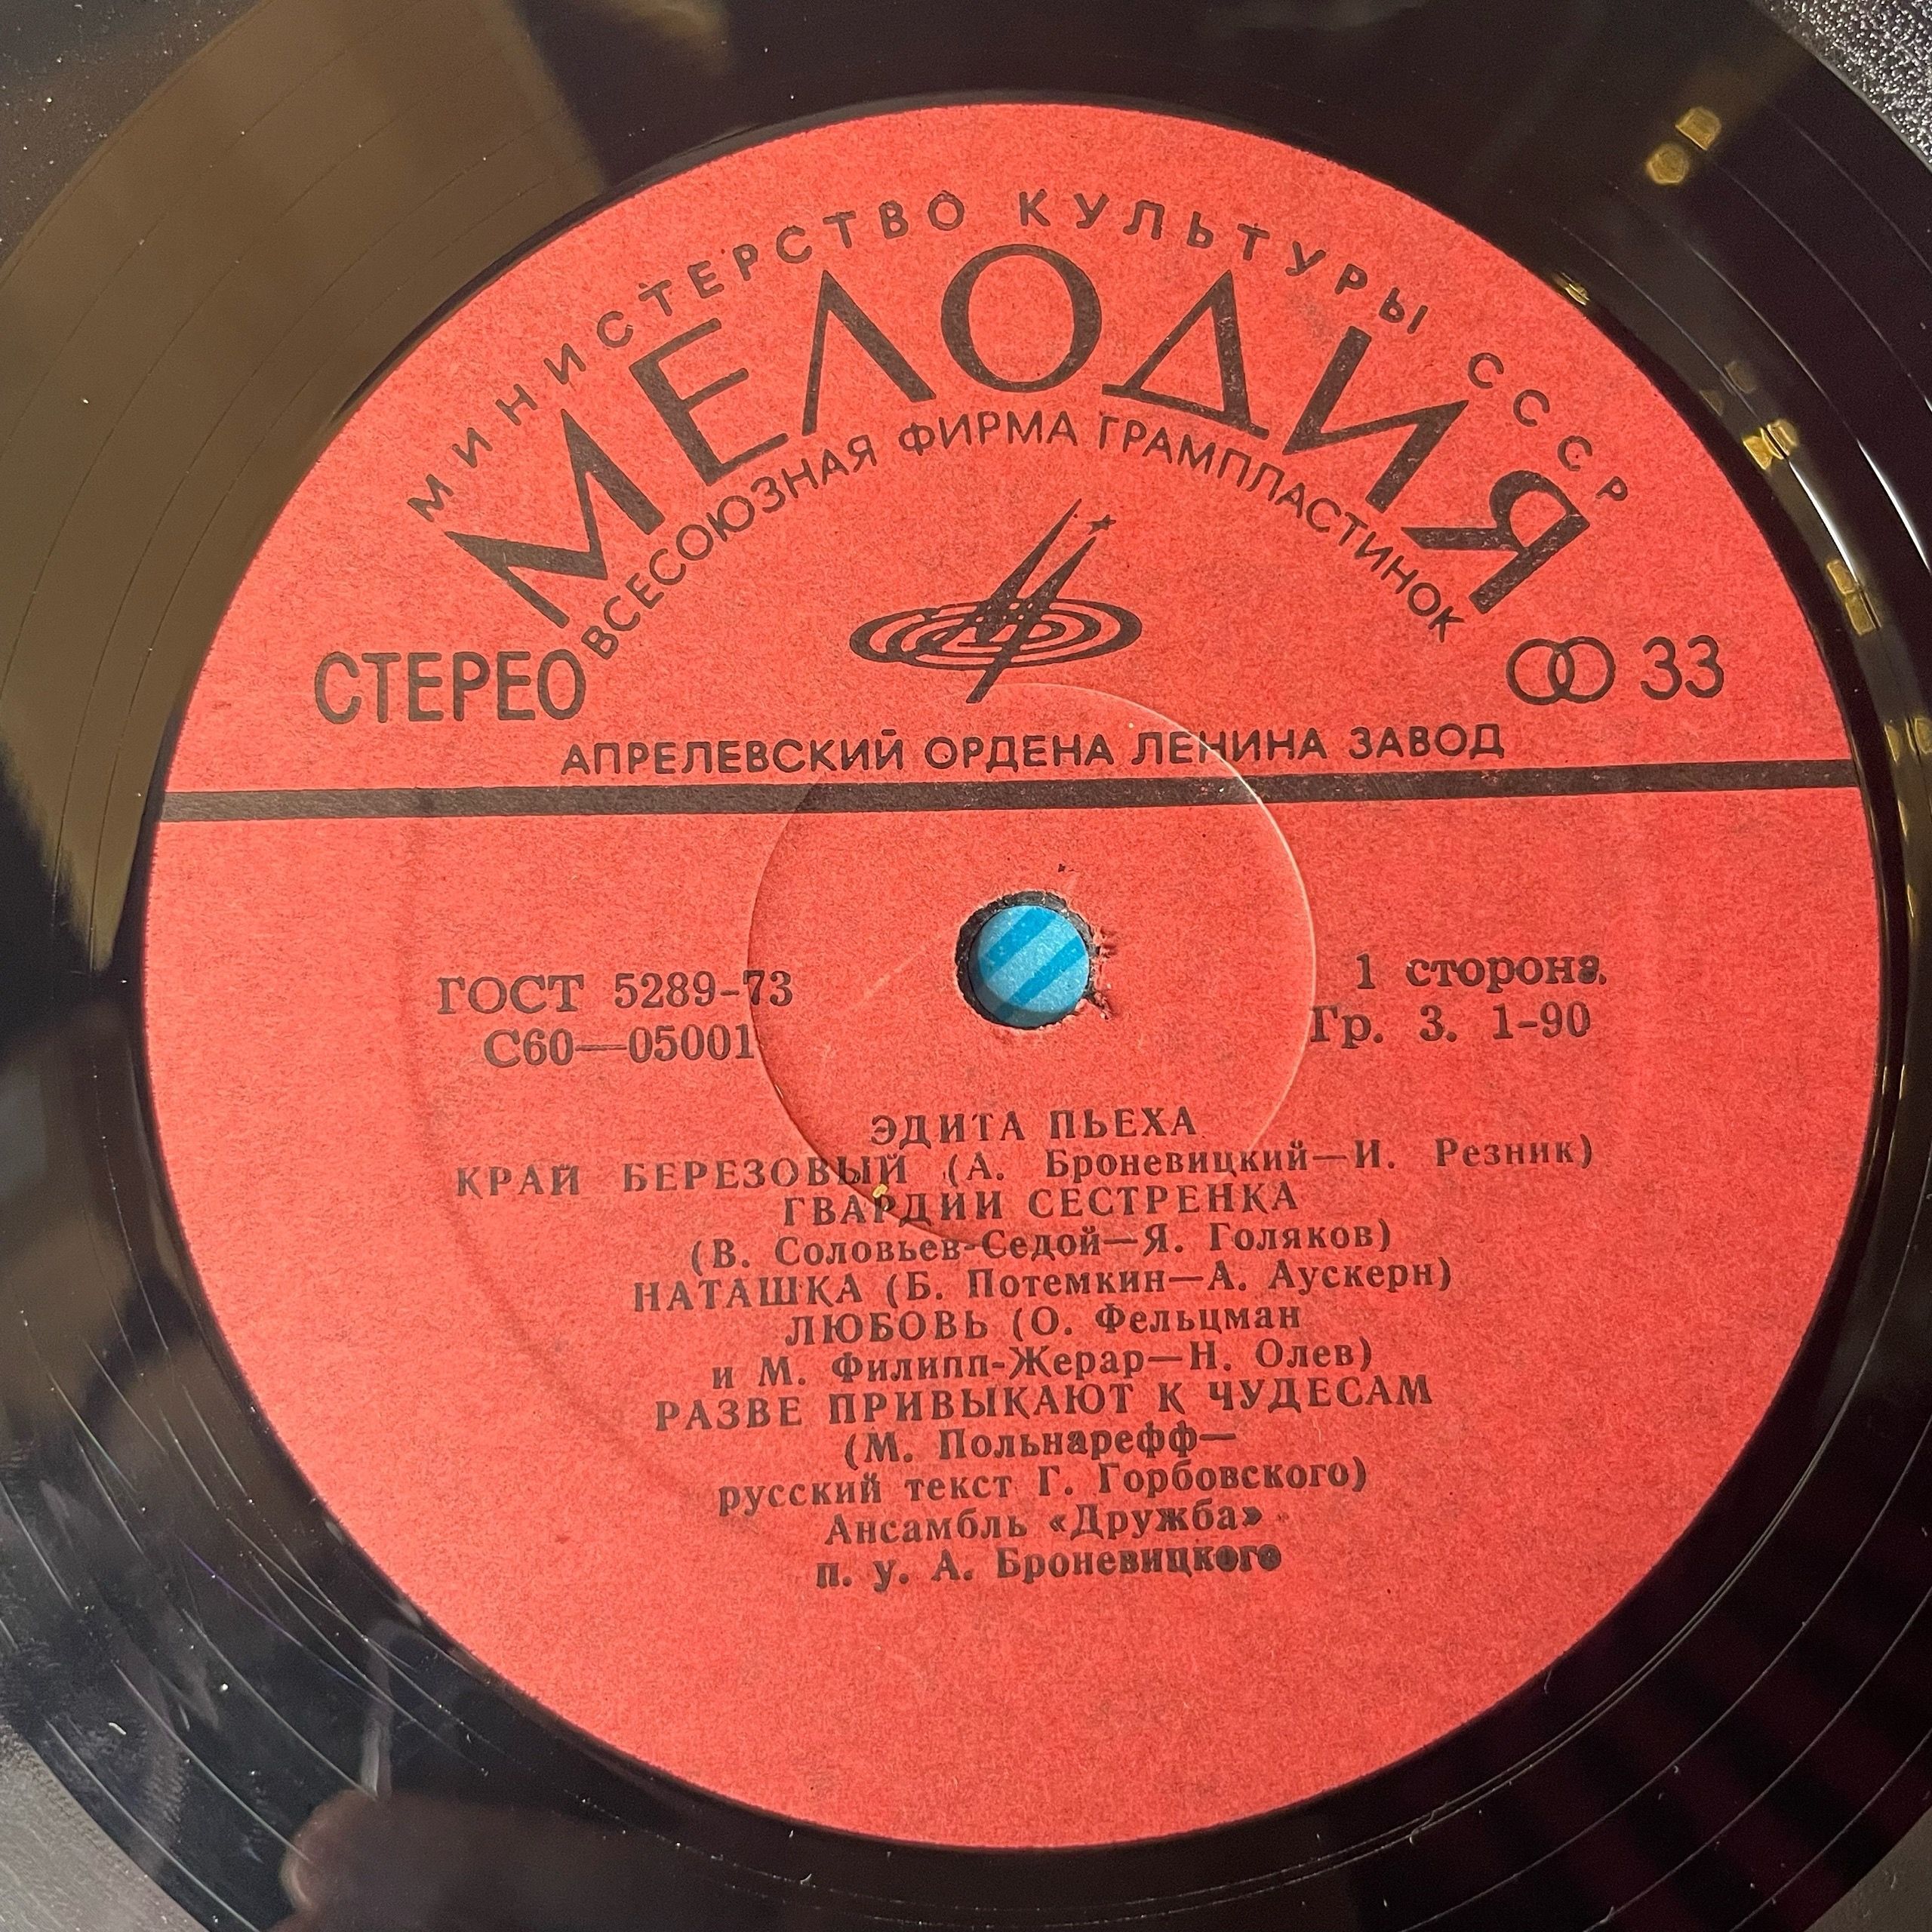 МИНИСТЕРСТВО КУЛЬТУРЫ СССР
МЕЛОДИЯ
ВСЕСОЮЗНАЯ ФИРМА ГРАМПЛАСТИНОК
СТЕРЕО
33
АПРЕЛЕВСКИЙ ОРДЕНА ЛЕНИНА ЗАВОД
ГОСТ 5289-73
С60—05001
1 сторона.
Гр. 3. 1-90
ЭДИТА ПЬЕХА
КРАЙ БЕРЕЗОВЫЙ (А. Броневицкий—И. Резник)
ГВАРДИИ СЕСТРЕНКА
(В. Соловьев-Седой—Я. Голяков)
НАТАШКА (Б. Потемкин—А. Аускерн)
ЛЮБОВЬ (О. Фельцман
и М. Филипп-Жерар—Н. Олев)
РАЗВЕ ПРИВЫКАЮТ К ЧУДЕСАМ
(М. Польнарефф—
русский текст Г. Горбовского)
Ансамбль «Дружба»
п. у. А. Броневицкого